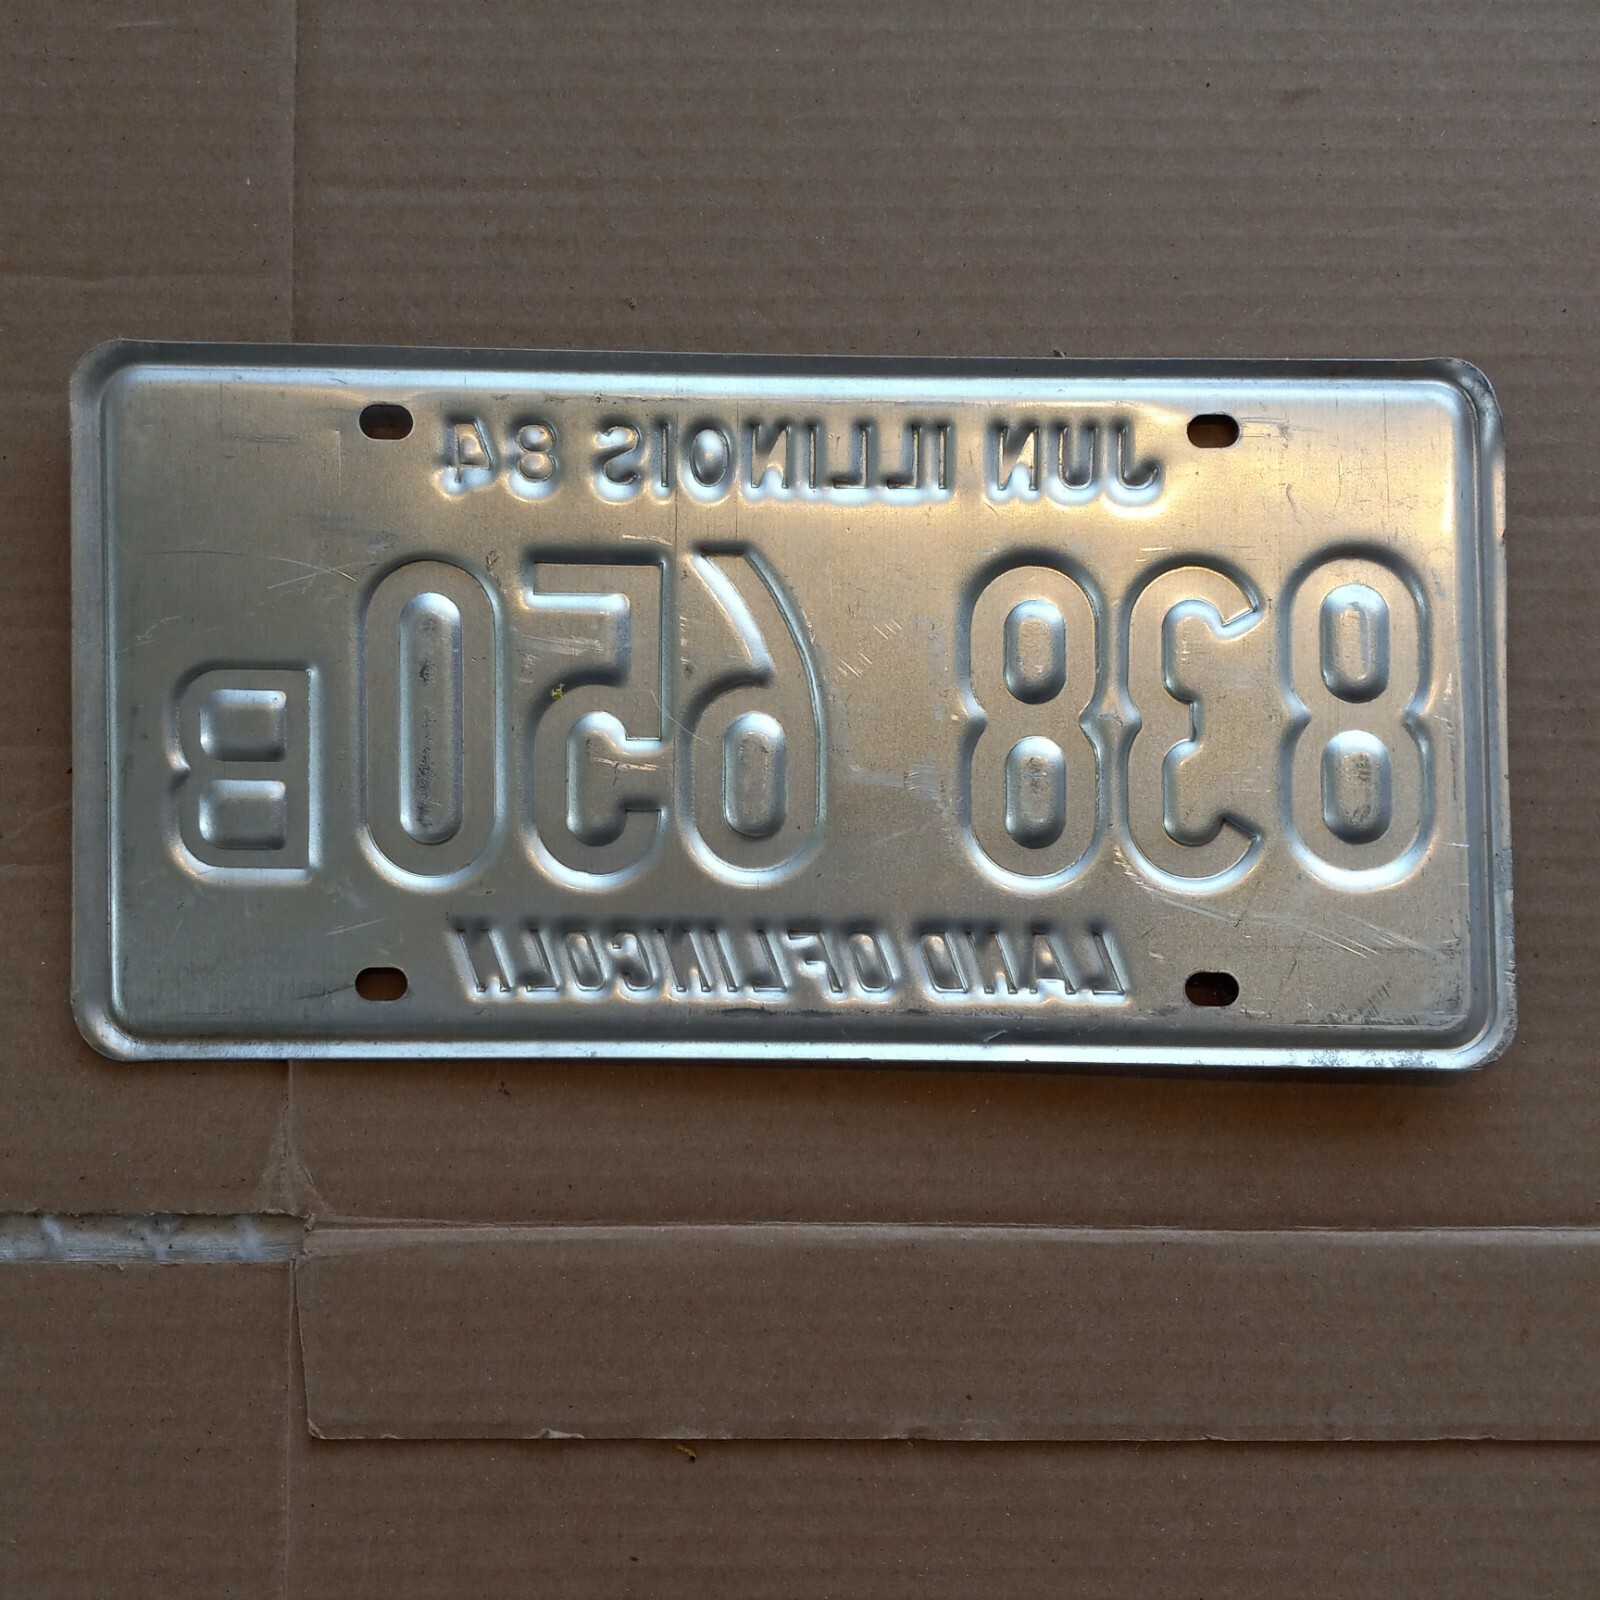 JUN ILLINOIS 84
838 650 B
LAND OF LINCOLN